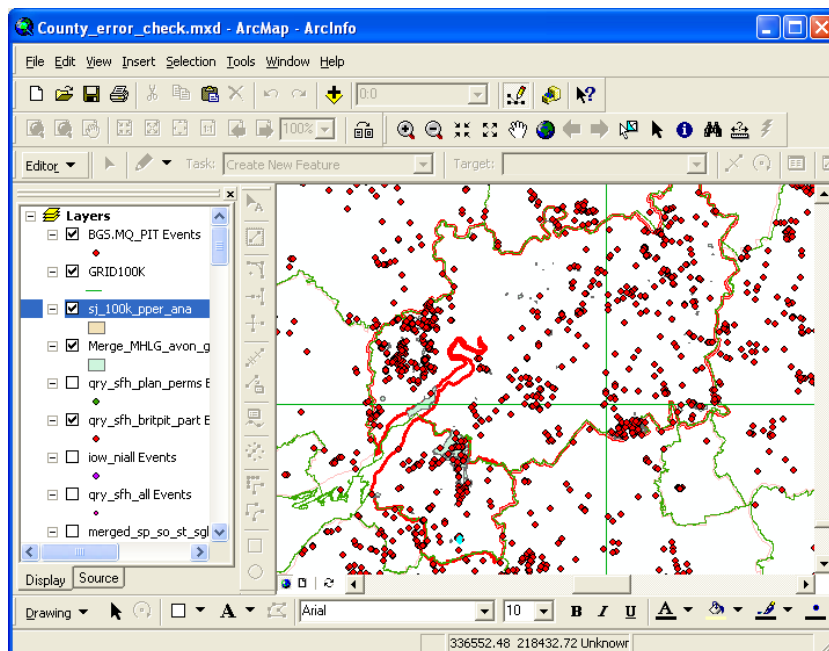 County_error_check.mxd - ArcMap - ArcInfo
File Edit View Insert Selection Tools Window Help
0:0
100%
1:1
Editor Task: Create New Feature Target:
Layers
BGS.MQ_PIT Events
GRID100K
sj_100k_pper_ana
Merge_MHLG_avon_g
qry_sfh_plan_perms E
qry_sfh_britpit_part E
iow_niall Events
qry_sfh_all Events
merged_sp_so_st_sgl
Display Source
Drawing A Arial 10 B I U A
336552.48 218432.72 Unknowr